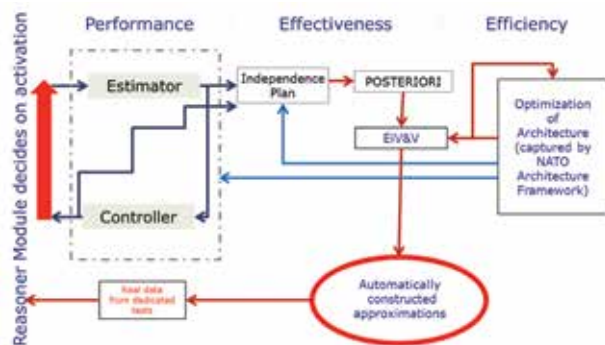 Performance
Effectiveness
Efficiency
Reasoner Module decides on activation
Estimator
Controller
Independence
Plan
POSTERIORI
EIV&V
Optimization
of
Architecture
(captured by
NATO
Architecture
Framework)
Automatically
constructed
approximations
Real data
from dedicated
tests